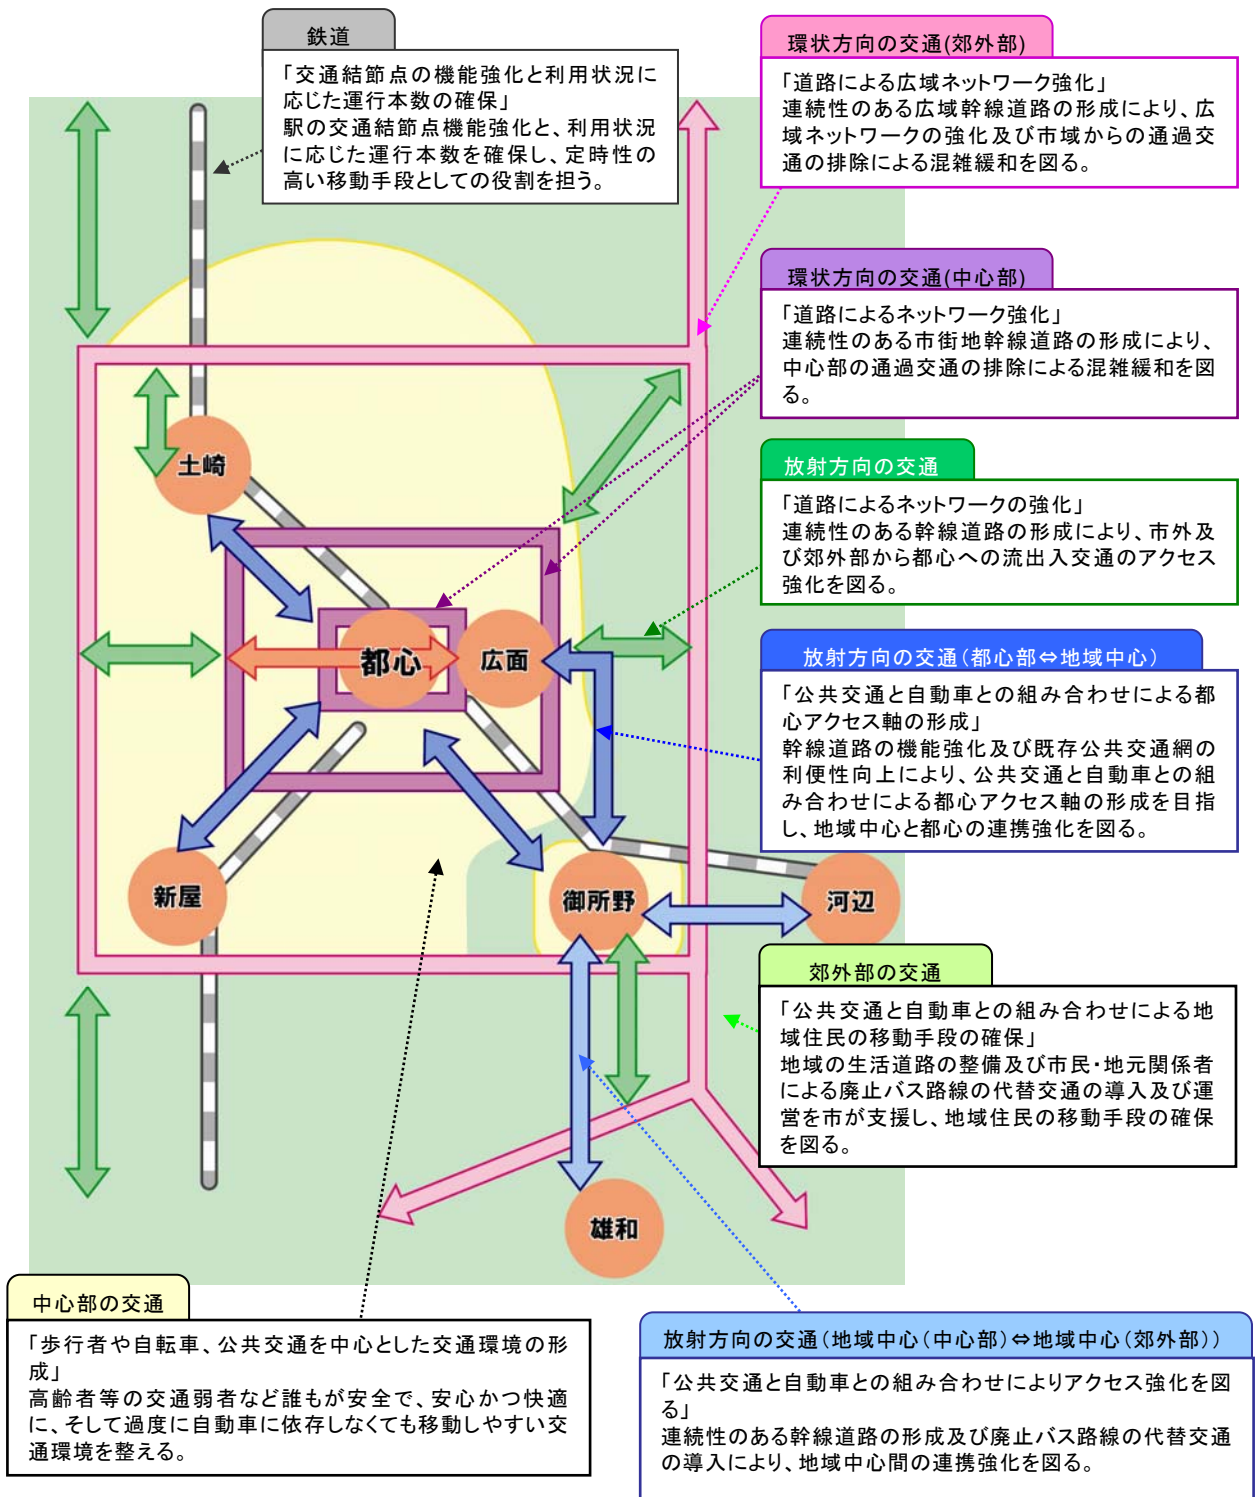 鉄道
「交通結節点の機能強化と利用状況に
応じた運行本数の確保」
駅の交通結節点機能強化と、利用状況
に応じた運行本数を確保し、定時性の
高い移動手段としての役割を担う。
環状方向の交通(郊外部)
「道路による広域ネットワーク強化」
連続性のある広域幹線道路の形成により、広
域ネットワークの強化及び市域からの通過交
通の排除による混雑緩和を図る。
環状方向の交通(中心部)
「道路によるネットワーク強化」
連続性のある市街地幹線道路の形成により、
中心部の通過交通の排除による混雑緩和を図
る。
放射方向の交通
「道路によるネットワークの強化」
連続性のある幹線道路の形成により、市外及
び郊外部から都心への流出入交通のアクセス
強化を図る。
放射方向の交通(都心部⇔地域中心)
「公共交通と自動車との組み合わせによる都
心アクセス軸の形成」
幹線道路の機能強化及び既存公共交通網の
利便性向上により、公共交通と自動車との組
み合わせによる都心アクセス軸の形成を目指
し、地域中心と都心の連携強化を図る。
土崎
都心
広面
新屋
御所野
河辺
雄和
郊外部の交通
「公共交通と自動車との組み合わせによる地
域住民の移動手段の確保」
地域の生活道路の整備及び市民・地元関係者
による廃止バス路線の代替交通の導入及び運
営を市が支援し、地域住民の移動手段の確保
を図る。
中心部の交通
「歩行者や自転車、公共交通を中心とした交通環境の形
成」
高齢者等の交通弱者など誰もが安全で、安心かつ快適
に、そして過度に自動車に依存しなくても移動しやすい交
通環境を整える。
放射方向の交通(地域中心(中心部)⇔地域中心(郊外部))
「公共交通と自動車との組み合わせによりアクセス強化を図
る」
連続性のある幹線道路の形成及び廃止バス路線の代替交通
の導入により、地域中心間の連携強化を図る。